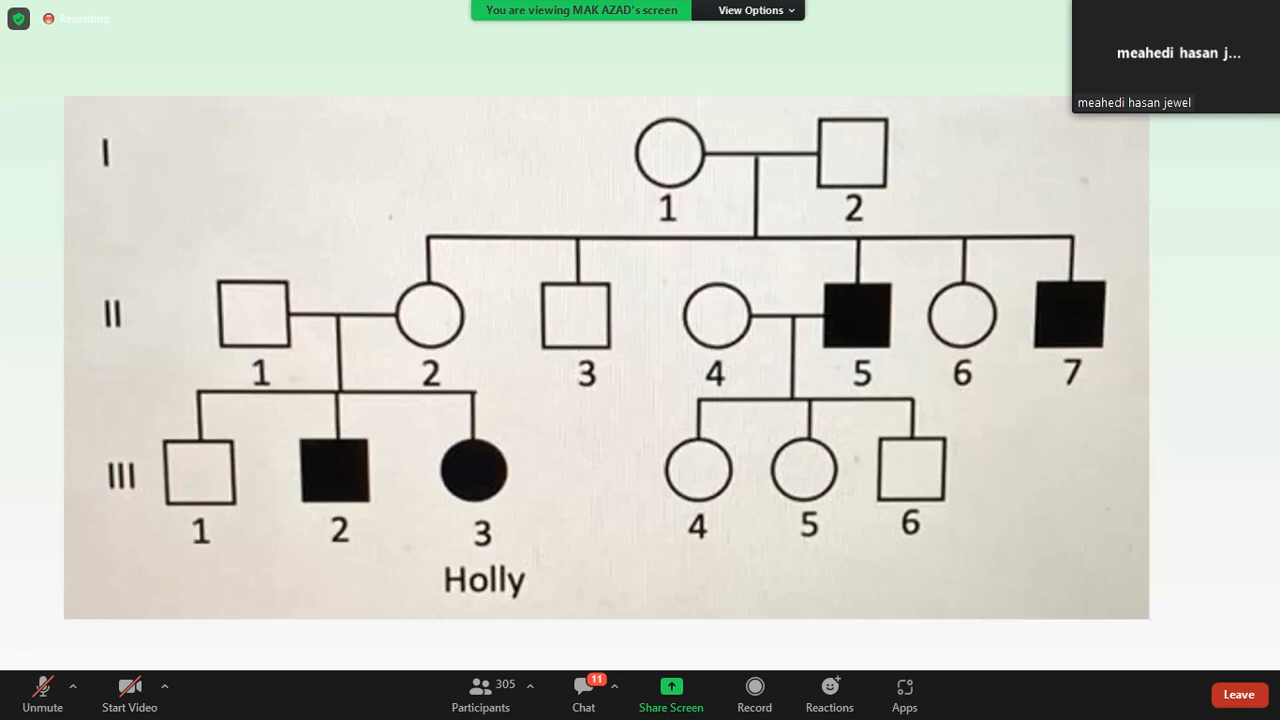 Recording
You are viewing MAK AZAD's screen
View Options
meahedi hasan j...
meahedi hasan jewel
I
1
2
II
1
2
3
4
5
6
7
III
1
2
3
4
5
6
Holly
Unmute
Start Video
305
Participants
11
Chat
Share Screen
Record
Reactions
Apps
Leave